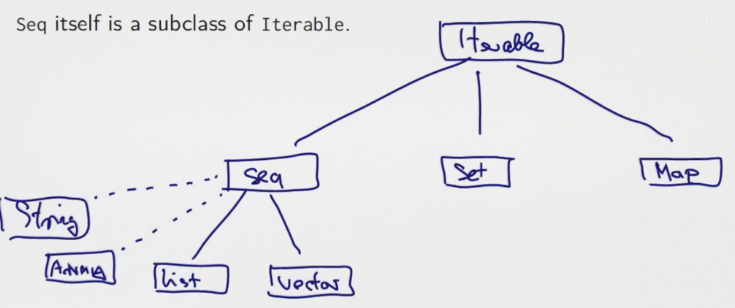 Seq itself is a subclass of Iterable.
Iterable
Seq
Set
Map
String
Array
List
Vector